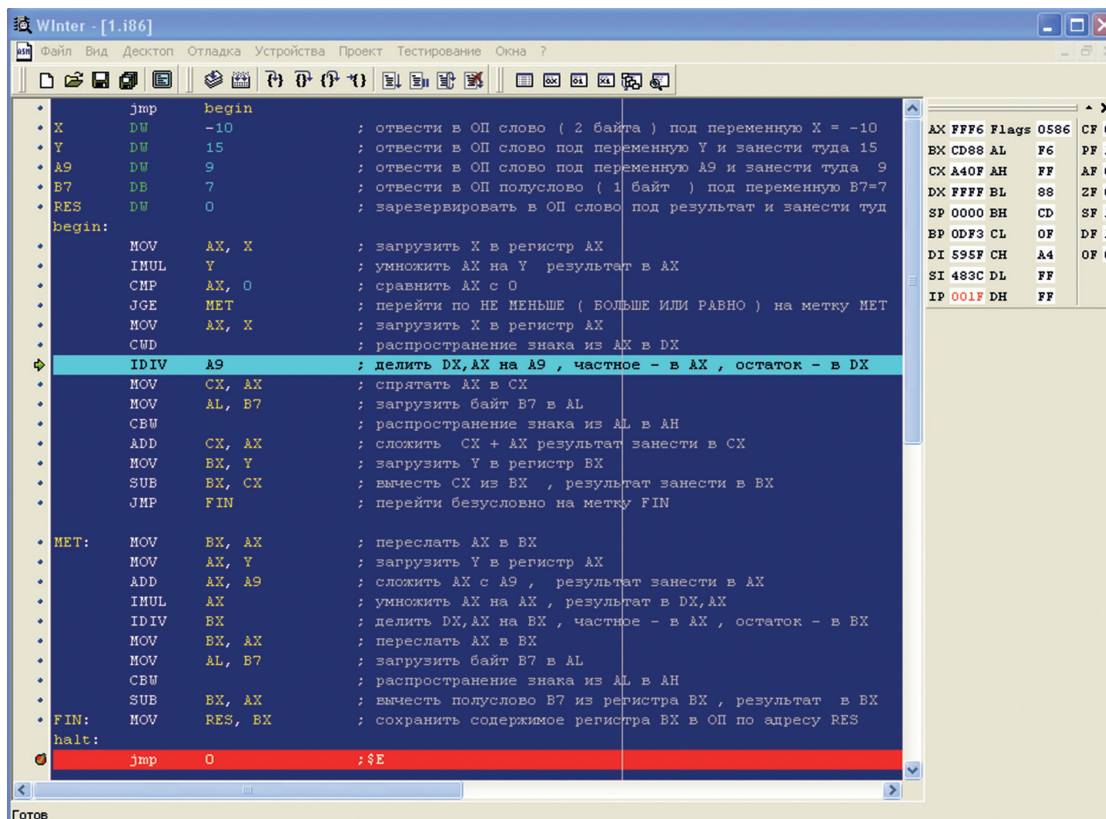 WInter - [1.i86]
Файл Вид Десктоп Отладка Устройства Проект Тестирование Окна ?
jmp begin
X DW -10 ; отвести в ОП слово ( 2 байта ) под переменную X = -10
Y DW 15 ; отвести в ОП слово под переменную Y и занести туда 15
A9 DW 9 ; отвести в ОП слово под переменную A9 и занести туда 9
B7 DB 7 ; отвести в ОП полуслово ( 1 байт ) под переменную B7=7
RES DW 0 ; зарезервировать в ОП слово под результат и занести туд
begin:
MOV AX, X ; загрузить X в регистр AX
IMUL Y ; умножить AX на Y результат в AX
CMP AX, 0 ; сравнить AX с 0
JGE MET ; перейти по НЕ МЕНЬШЕ ( БОЛЬШЕ ИЛИ РАВНО ) на метку MET
MOV AX, X ; загрузить X в регистр AX
CWD ; распространение знака из AX в DX
IDIV A9 ; делить DX,AX на A9 , частное - в AX , остаток - в DX
MOV CX, AX ; спрятать AX в CX
MOV AL, B7 ; загрузить байт B7 в AL
CBW ; распространение знака из AL в AH
ADD CX, AX ; сложить CX + AX результат занести в CX
MOV BX, Y ; загрузить Y в регистр BX
SUB BX, CX ; вычесть CX из BX , результат занести в BX
JMP FIN ; перейти безусловно на метку FIN
MET: MOV BX, AX ; переслать AX в BX
MOV AX, Y ; загрузить Y в регистр AX
ADD AX, A9 ; сложить AX с A9 , результат занести в AX
IMUL AX ; умножить AX на AX , результат в DX,AX
IDIV BX ; делить DX,AX на BX , частное - в AX , остаток - в BX
MOV BX, AX ; переслать AX в BX
MOV AL, B7 ; загрузить байт B7 в AL
CBW ; распространение знака из AL в AH
SUB BX, AX ; вычесть полуслово B7 из регистра BX , результат в BX
FIN: MOV RES, BX ; сохранить содержимое регистра BX в ОП по адресу RES
halt:
jmp 0 ;$E
AX FFF6 Flags 0586 CF
BX CD88 AL F6 PF
CX A40F AH FF AF
DX FFFF BL 88 ZF
SP 0000 BH CD SF
BP 0DF3 CL 0F DF
DI 595F CH A4 OF
SI 483C DL FF
IP 001F DH FF
Готов